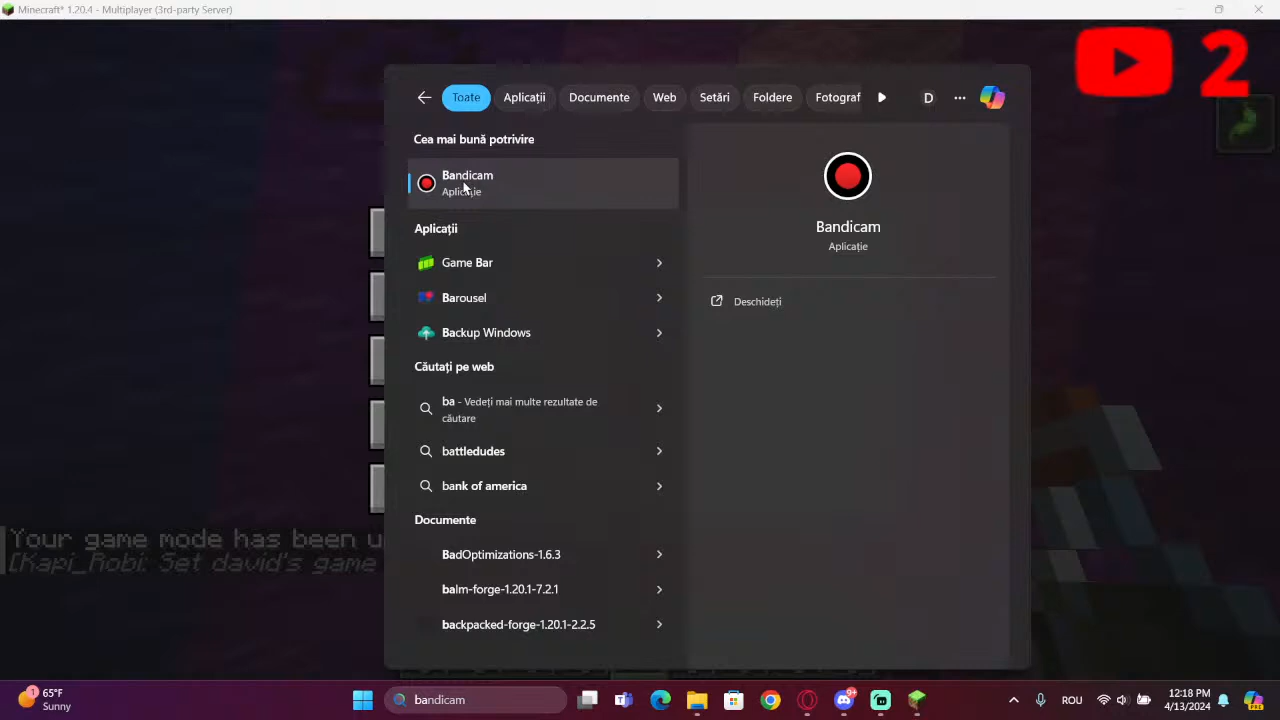 Minecraft* 1.20.4 - Multiplayer (3rd-party Server)
2
Toate Aplicații Documente Web Setări Foldere Fotograf D
Cea mai bună potrivire
Bandicam
Aplicație
Bandicam
Aplicație
Deschideți
Aplicații
Game Bar
Barousel
Backup Windows
Căutați pe web
ba - Vedeți mai multe rezultate de
căutare
battledudes
bank of america
Documente
BadOptimizations-1.6.3
balm-forge-1.20.1-7.2.1
backpacked-forge-1.20.1-2.2.5
Your game mode has been u
[Kapi_Robi: Set david's game
1
65°F
Sunny
bandicam
9+
ROU
12:18 PM
4/13/2024
PRE